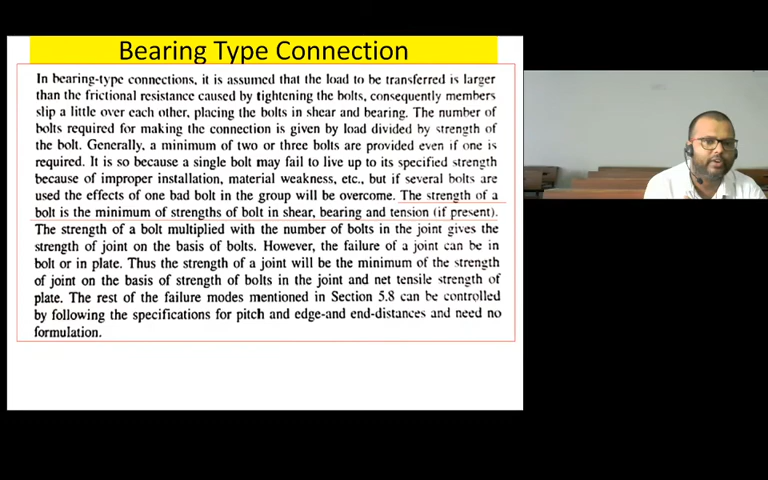 Bearing Type Connection
In bearing-type connections, it is assumed that the load to be transferred is larger
than the frictional resistance caused by tightening the bolts, consequently members
slip a little over each other, placing the bolts in shear and bearing. The number of
bolts required for making the connection is given by load divided by strength of
the bolt. Generally, a minimum of two or three bolts are provided even if one is
required. It is so because a single bolt may fail to live up to its specified strength
because of improper installation, material weakness, etc., but if several bolts are
used the effects of one bad bolt in the group will be overcome. The strength of a
bolt is the minimum of strengths of bolt in shear, bearing and tension (if present).
The strength of a bolt multiplied with the number of bolts in the joint gives the
strength of joint on the basis of bolts. However, the failure of a joint can be in
bolt or in plate. Thus the strength of a joint will be the minimum of the strength
of joint on the basis of strength of bolts in the joint and net tensile strength of
plate. The rest of the failure modes mentioned in Section 5.8 can be controlled
by following the specifications for pitch and edge-and end-distances and need no
formulation.